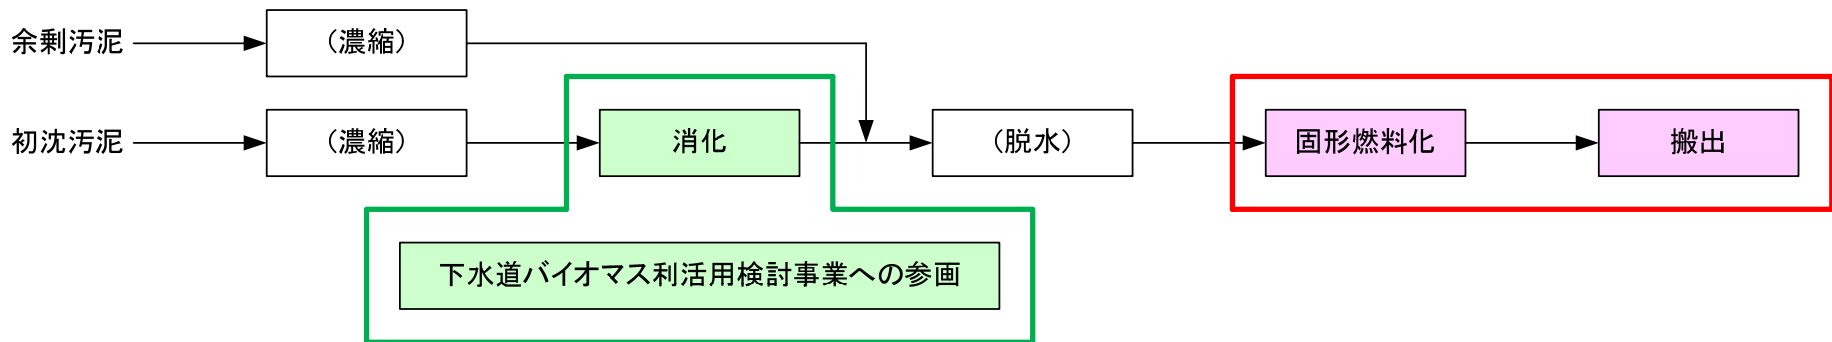 余剰汚泥
（濃縮）
初沈汚泥
（濃縮）
消化
（脱水）
固形燃料化
搬出
下水道バイオマス利活用検討事業への参画